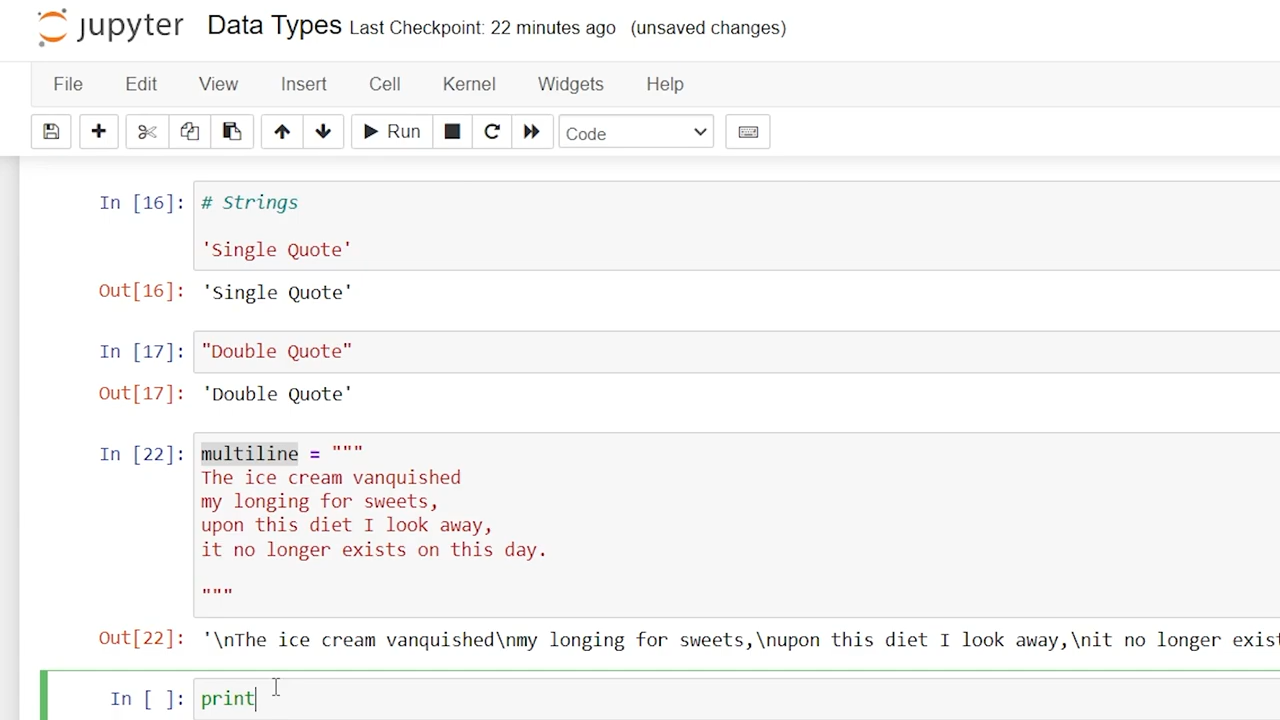 jupyter Data Types Last Checkpoint: 22 minutes ago (unsaved changes)
File Edit View Insert Cell Kernel Widgets Help
Run Code
In [16]: # Strings
'Single Quote'
Out[16]: 'Single Quote'
In [17]: "Double Quote"
Out[17]: 'Double Quote'
In [22]: multiline = """
The ice cream vanquished
my longing for sweets,
upon this diet I look away,
it no longer exists on this day.
"""
Out[22]: '\nThe ice cream vanquished\nmy longing for sweets,\nupon this diet I look away,\nit no longer exist
In [ ]: print